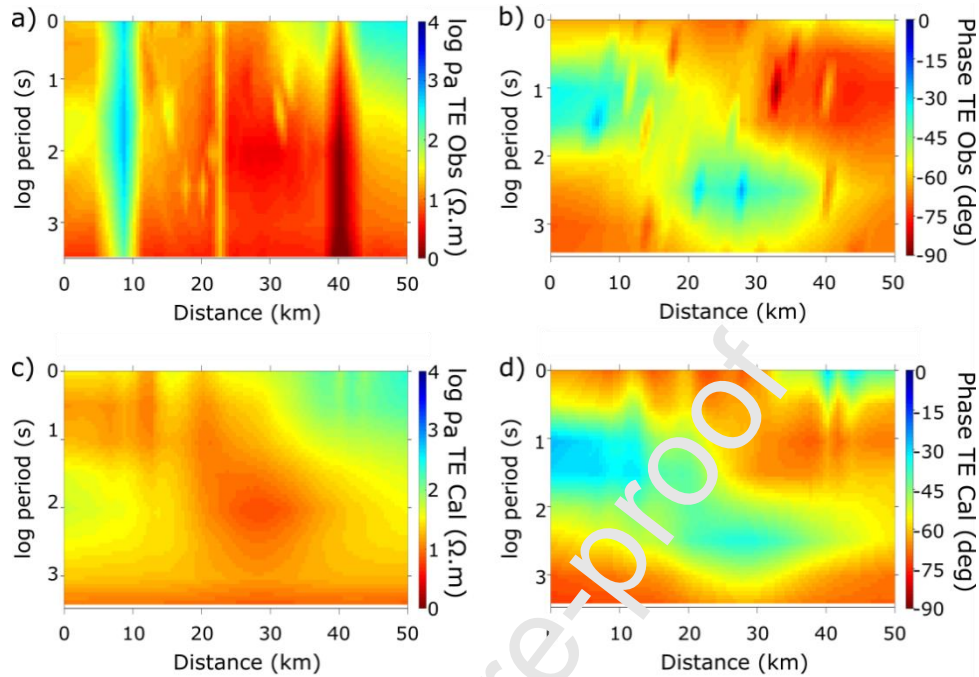 a)
0
1
2
3
log period (s)
0 10 20 30 40 50
Distance (km)
4
3
2
1
0
log ρa TE Obs (Ω.m)
b)
0
1
2
3
log period (s)
0 10 20 30 40 50
Distance (km)
0
-15
-30
-45
-60
-75
-90
Phase TE Obs (deg)
c)
0
1
2
3
log period (s)
0 10 20 30 40 50
Distance (km)
4
3
2
1
0
log ρa TE Cal (Ω.m)
d)
0
1
2
3
log period (s)
0 10 20 30 40 50
Distance (km)
0
-15
-30
-45
-60
-75
-90
Phase TE Cal (deg)
e-proof